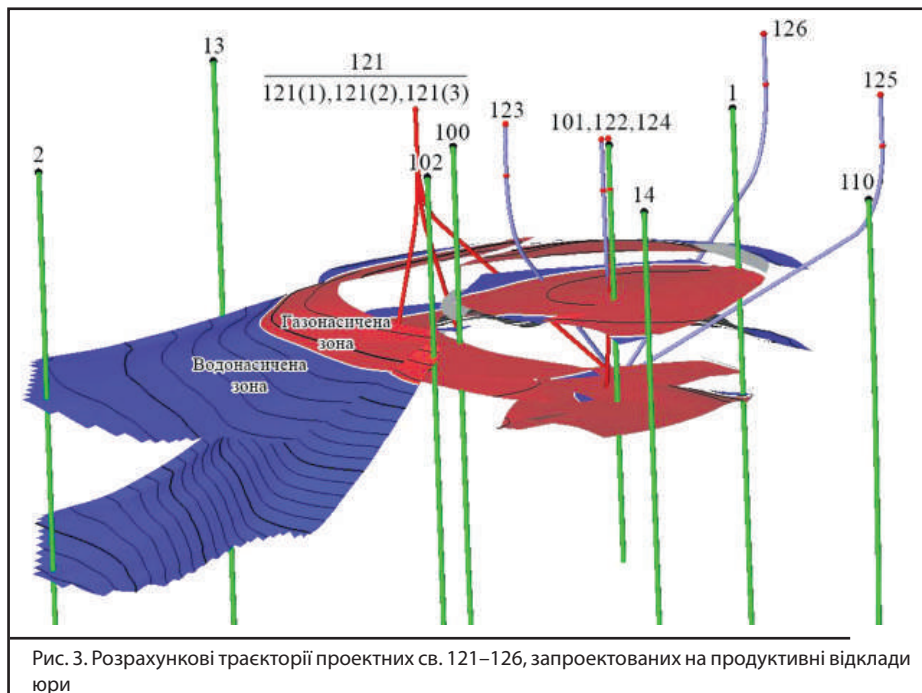 126
13
121
121(1),121(2),121(3)
125
123
101,122,124
1
100
2
102
14
110
Газонасичена
зона
Водонасичена
зона
Рис. 3. Розрахункові траєкторії проектних св. 121–126, запроектованих на продуктивні відклади
юри